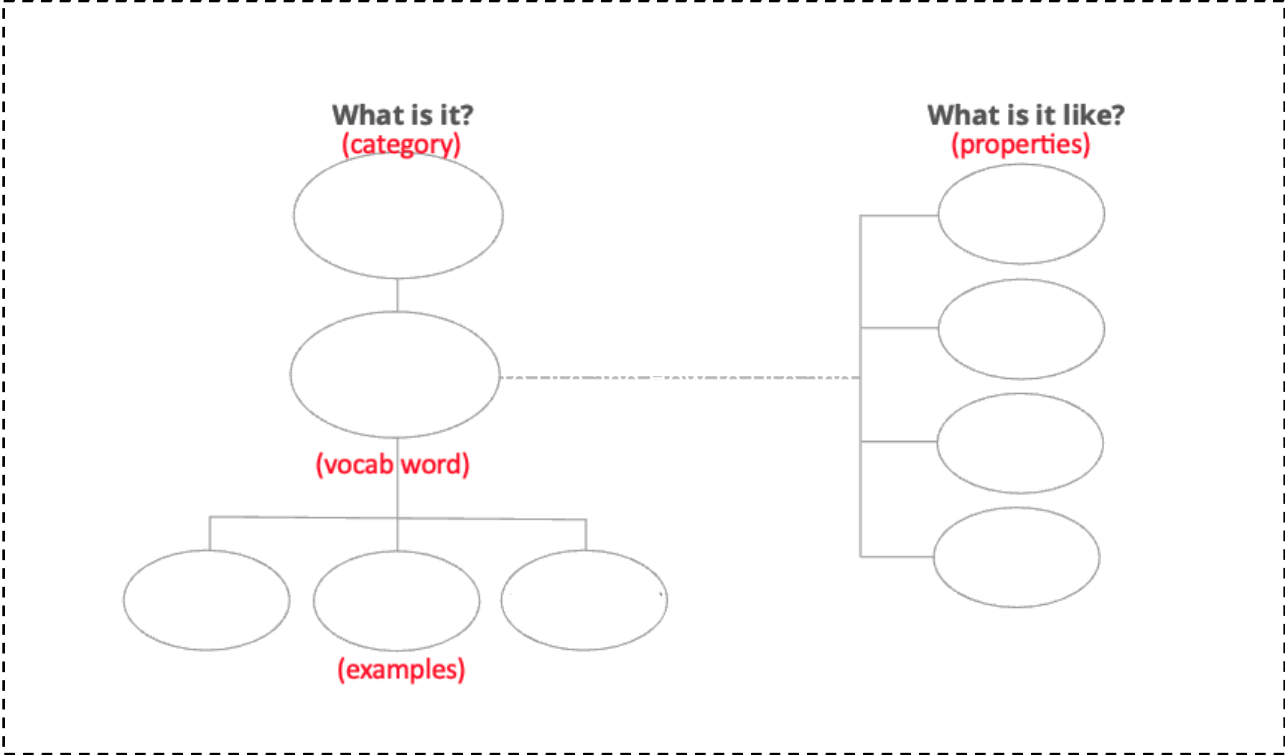 What is it?
(category)
(vocab word)
(examples)
What is it like?
(properties)